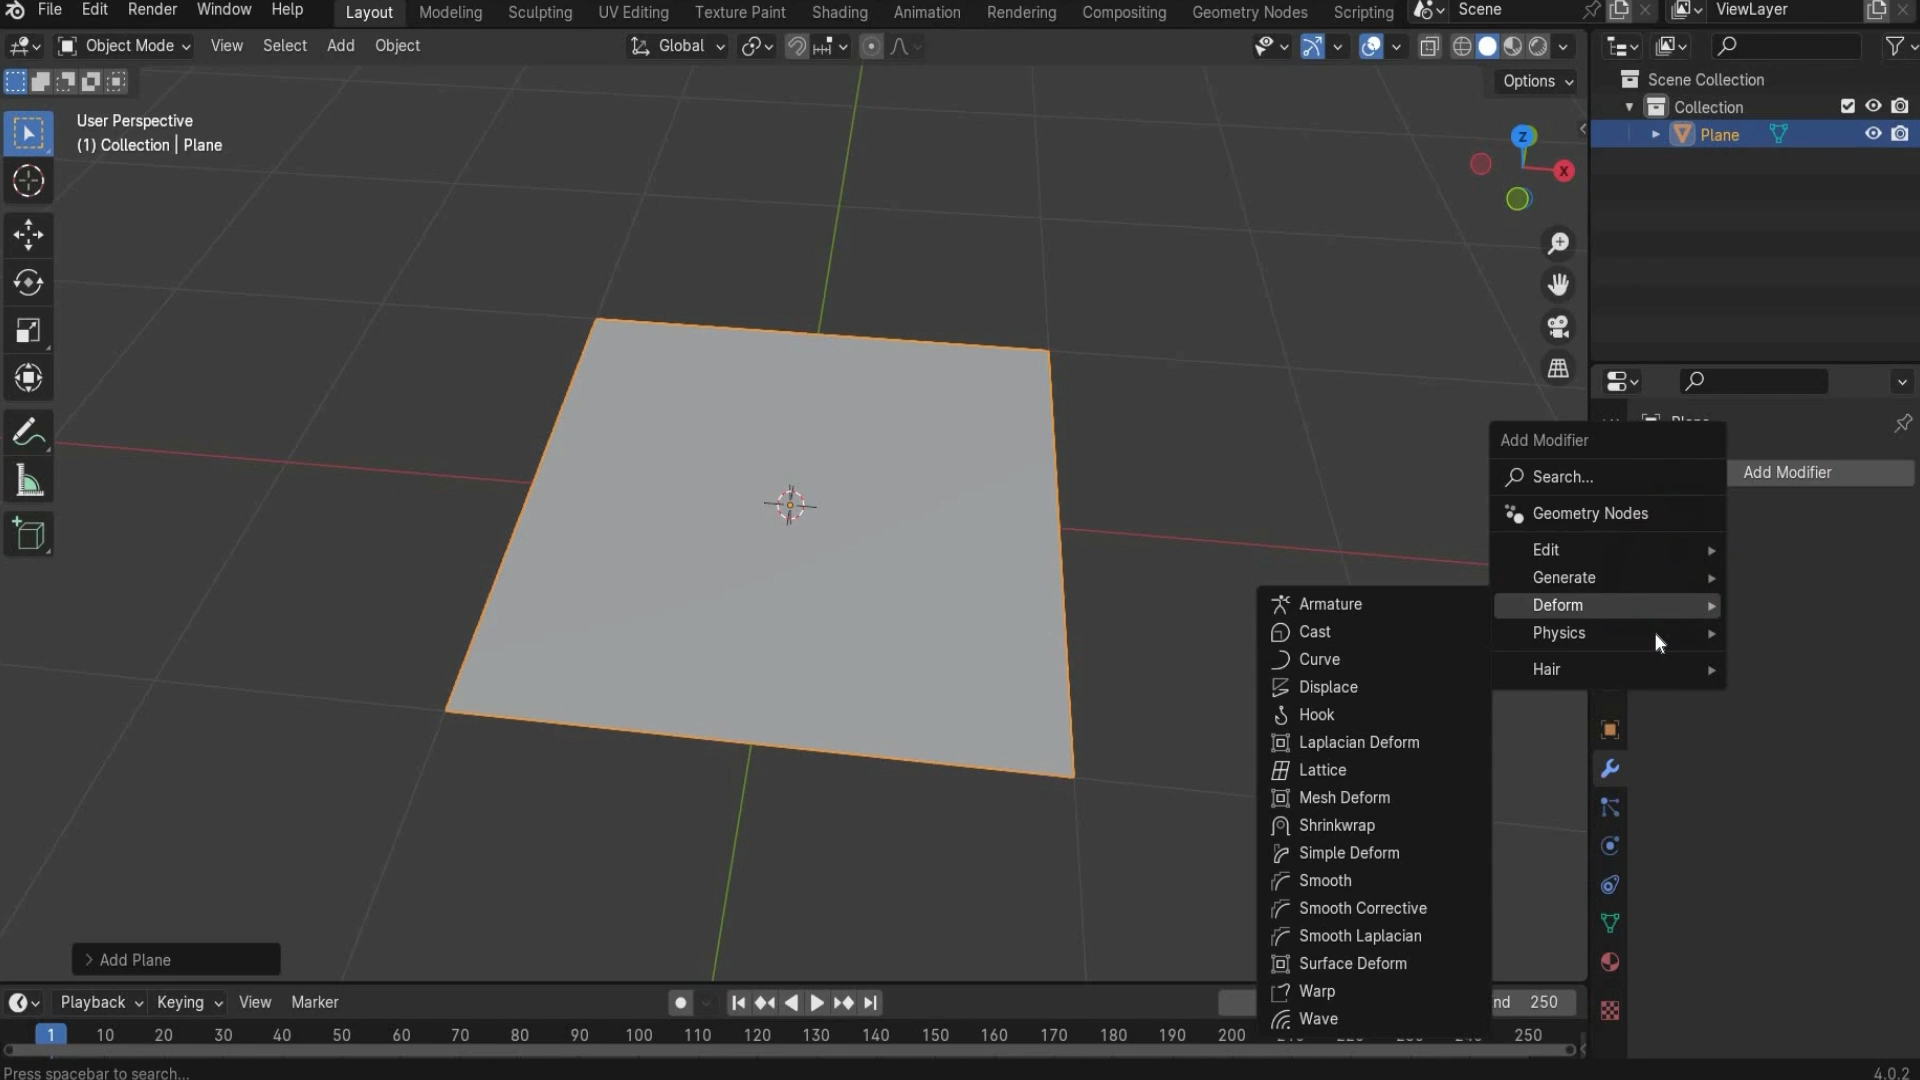 File Edit Render Window Help Layout Modeling Sculpting UV Editing Texture Paint Shading Animation Rendering Compositing Geometry Nodes Scripting Scene ViewLayer
Object Mode View Select Add Object Global
Options
User Perspective
(1) Collection | Plane
Z
X
Scene Collection
Collection
Plane
Add Modifier
Search...
Geometry Nodes
Edit
Generate
Deform
Physics
Hair
Add Modifier
Armature
Cast
Curve
Displace
Hook
Laplacian Deform
Lattice
Mesh Deform
Shrinkwrap
Simple Deform
Smooth
Smooth Corrective
Smooth Laplacian
Surface Deform
Warp
Wave
Add Plane
Playback Keying View Marker nd 250
1 10 20 30 40 50 60 70 80 90 100 110 120 130 140 150 160 170 180 190 200 250
Press spacebar to search...
4.0.2